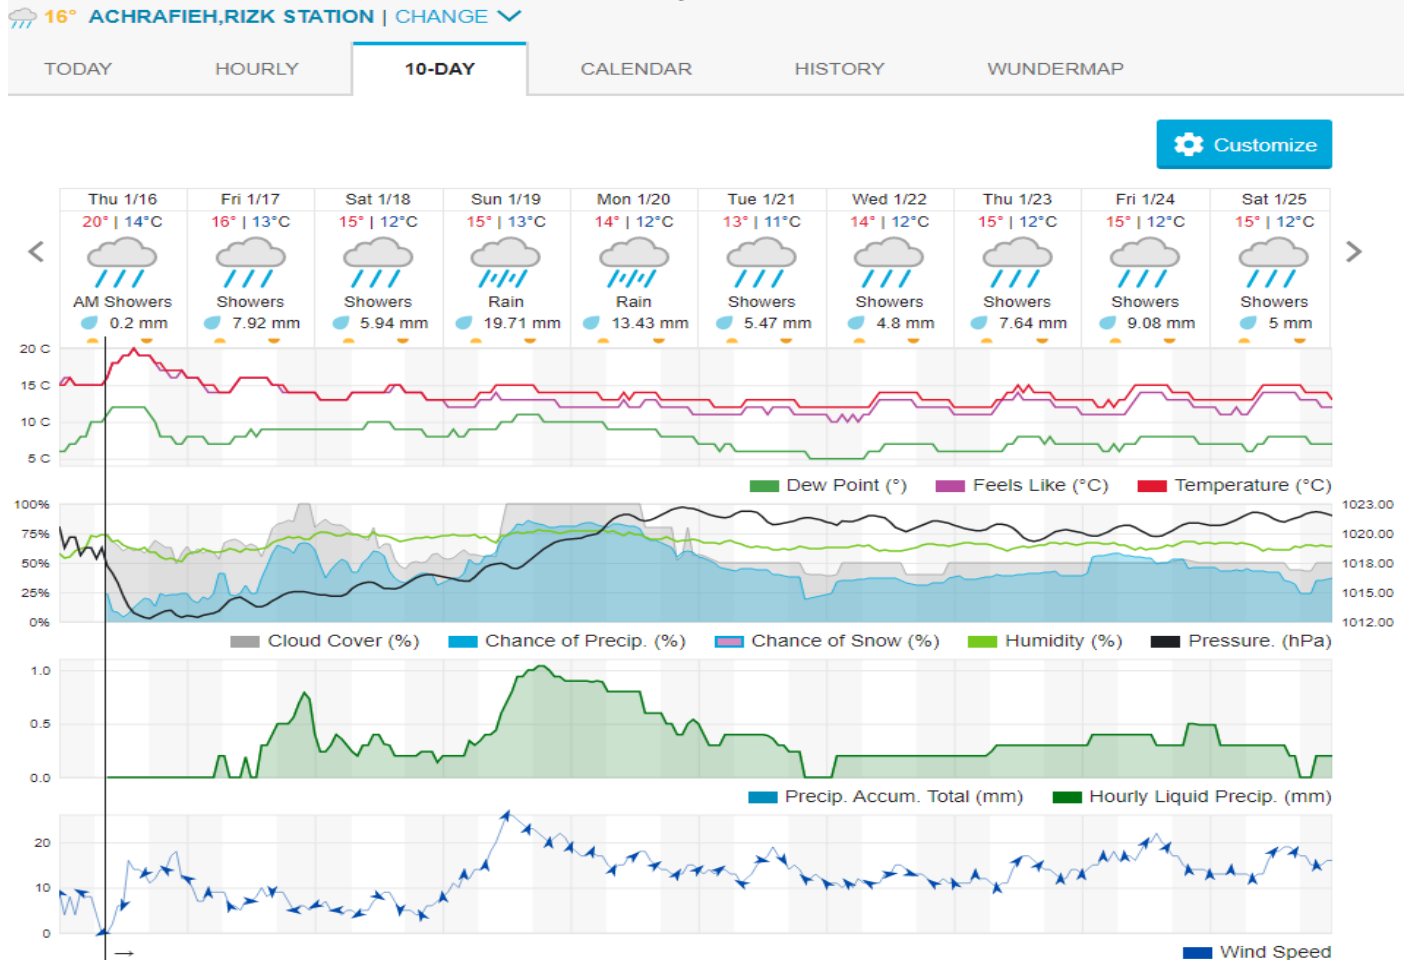 16° ACHRAFIEH,RIZK STATION | CHANGE
TODAY HOURLY 10-DAY CALENDAR HISTORY WUNDERMAP
Customize
Thu 1/16 Fri 1/17 Sat 1/18 Sun 1/19 Mon 1/20 Tue 1/21 Wed 1/22 Thu 1/23 Fri 1/24 Sat 1/25
20° | 14°C 16° | 13°C 15° | 12°C 15° | 13°C 14° | 12°C 13° | 11°C 14° | 12°C 15° | 12°C 15° | 12°C 15° | 12°C
AM Showers Showers Showers Rain Rain Showers Showers Showers Showers Showers
0.2 mm 7.92 mm 5.94 mm 19.71 mm 13.43 mm 5.47 mm 4.8 mm 7.64 mm 9.08 mm 5 mm
20 C
15 C
10 C
5 C
Dew Point (°) Feels Like (°C) Temperature (°C)
100% 1023.00
75% 1020.00
50% 1018.00
25% 1015.00
0% 1012.00
Cloud Cover (%) Chance of Precip. (%) Chance of Snow (%) Humidity (%) Pressure. (hPa)
1.0
0.5
0.0
Precip. Accum. Total (mm) Hourly Liquid Precip. (mm)
20
10
0
Wind Speed